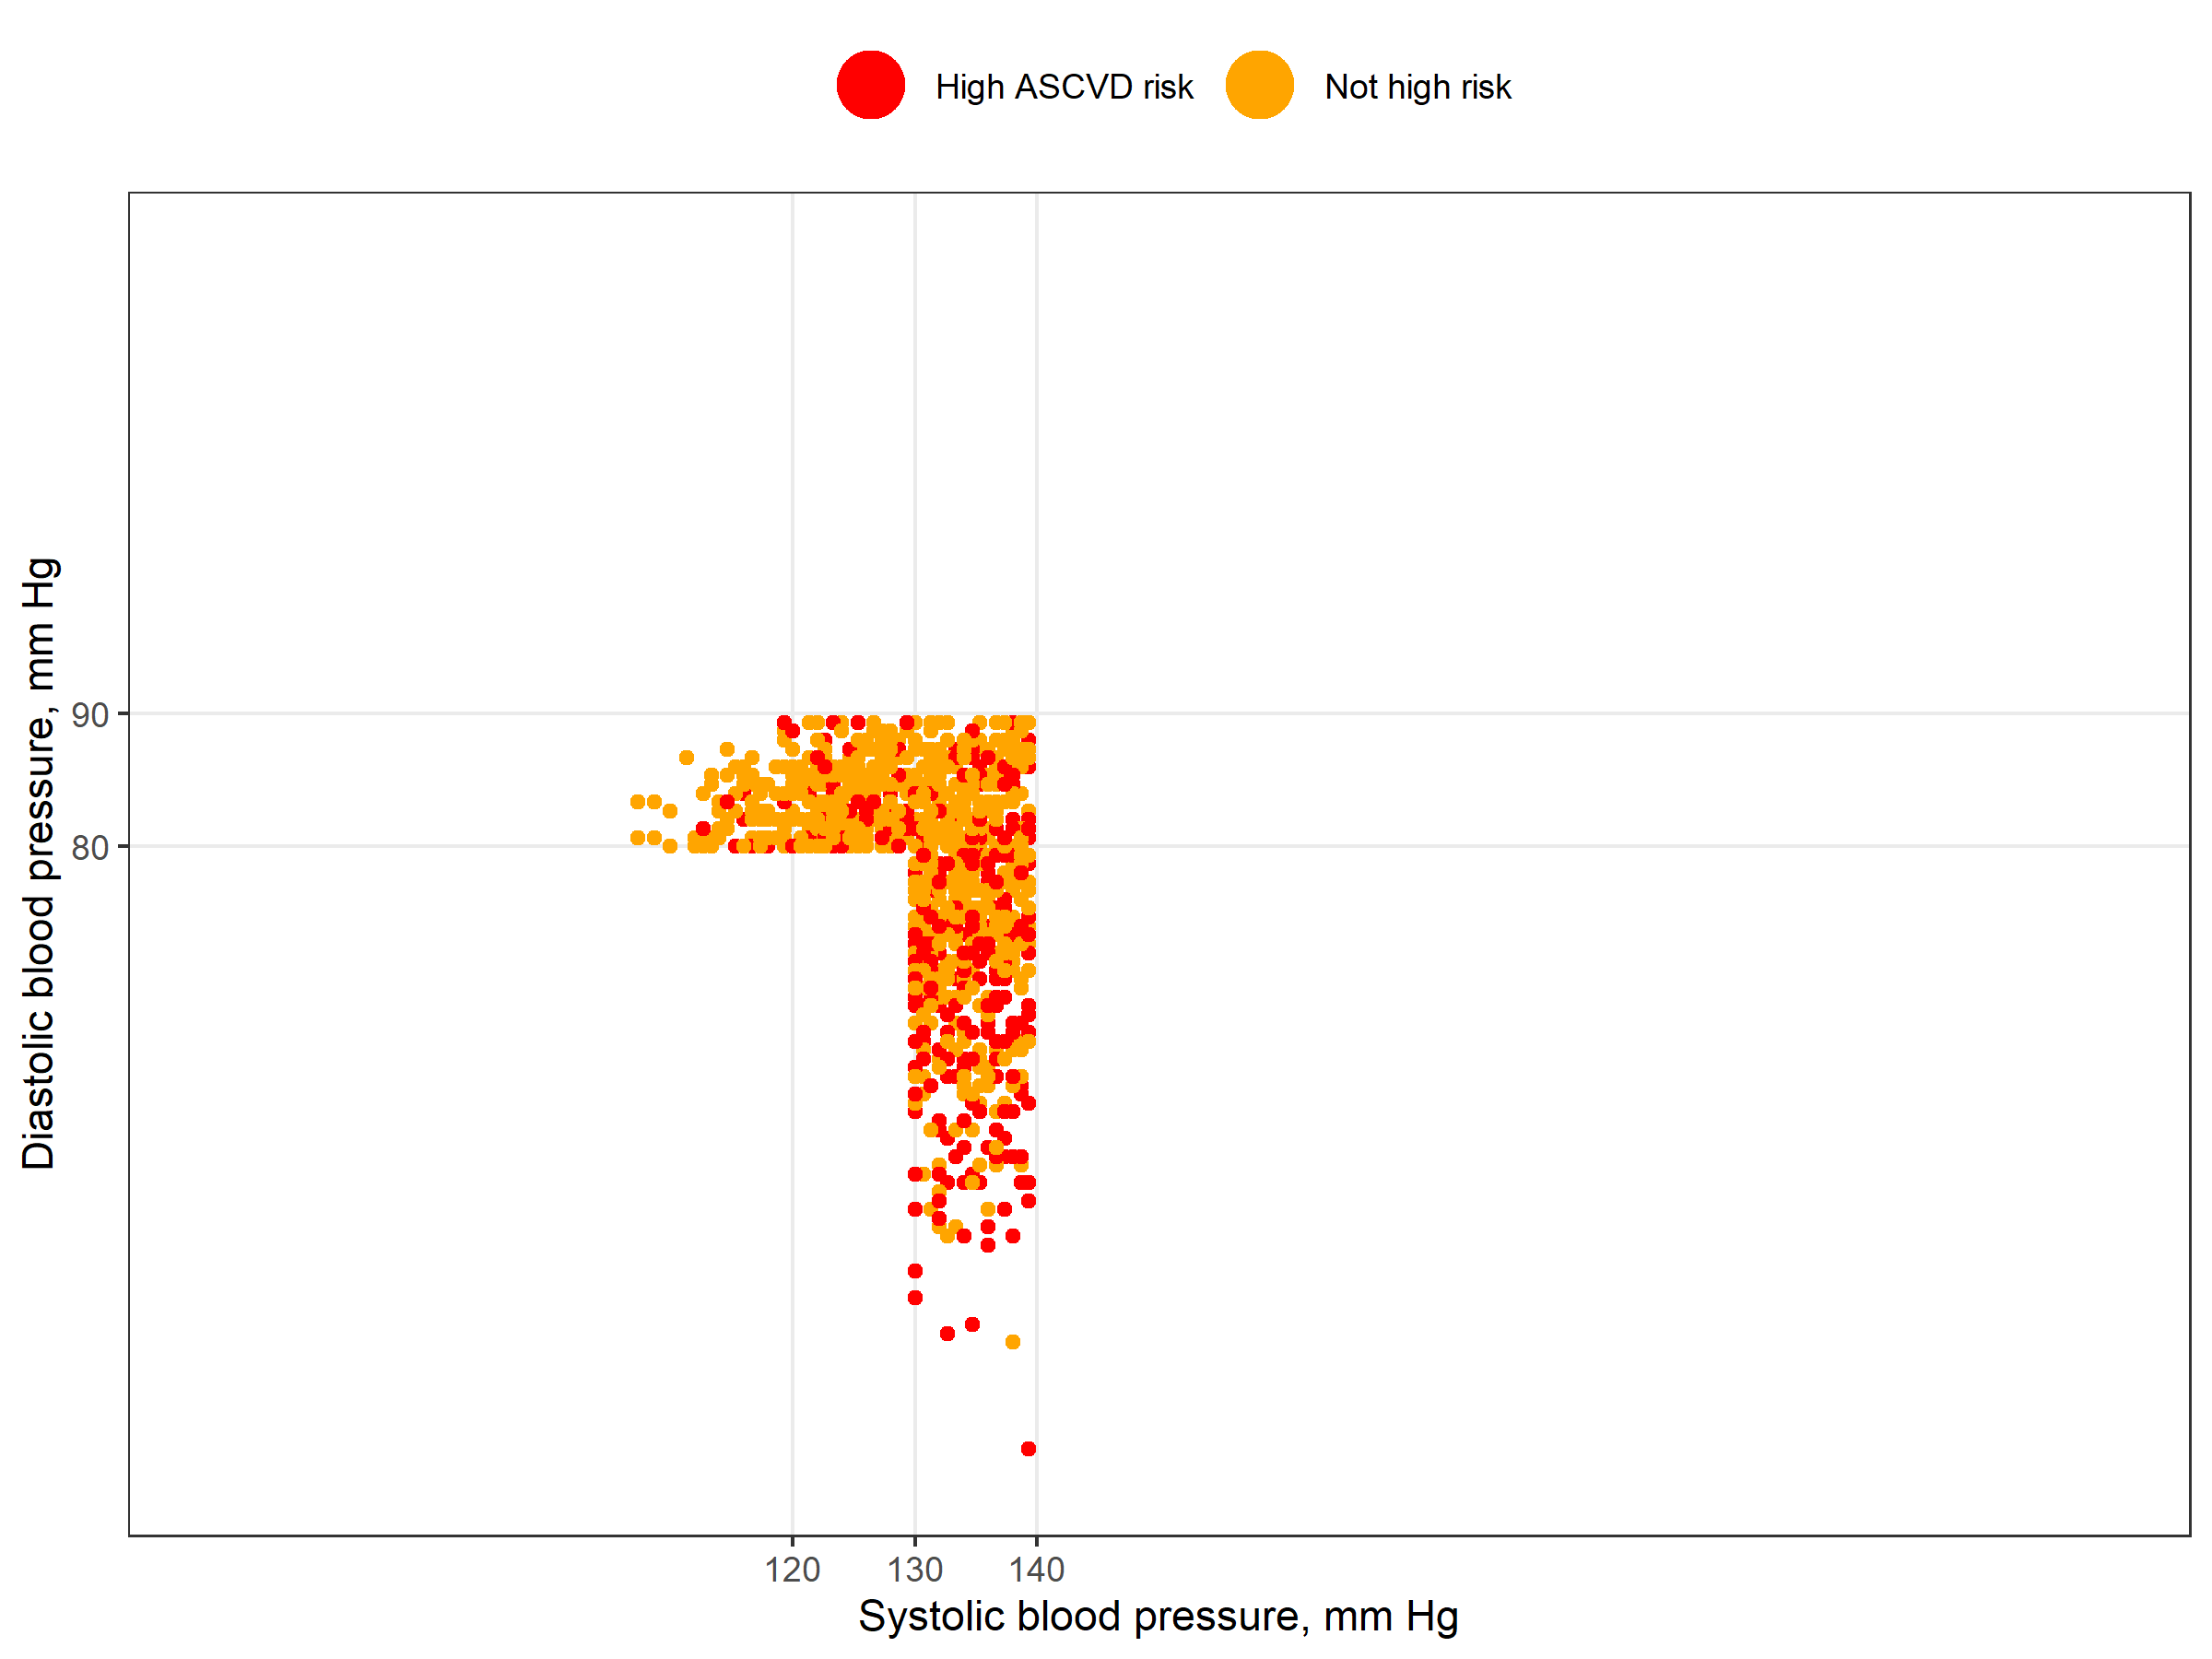 High ASCVD risk Not high risk
Diastolic blood pressure, mm Hg
90
80
120 130 140
Systolic blood pressure, mm Hg